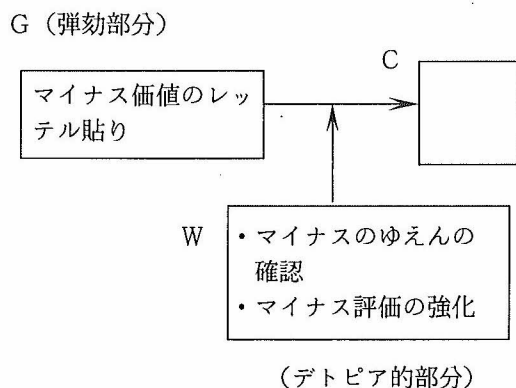 G（弾劾部分）
C
マイナス価値のレッ
テル貼り
W
・マイナスのゆえんの
確認
・マイナス評価の強化
（デトピア的部分）